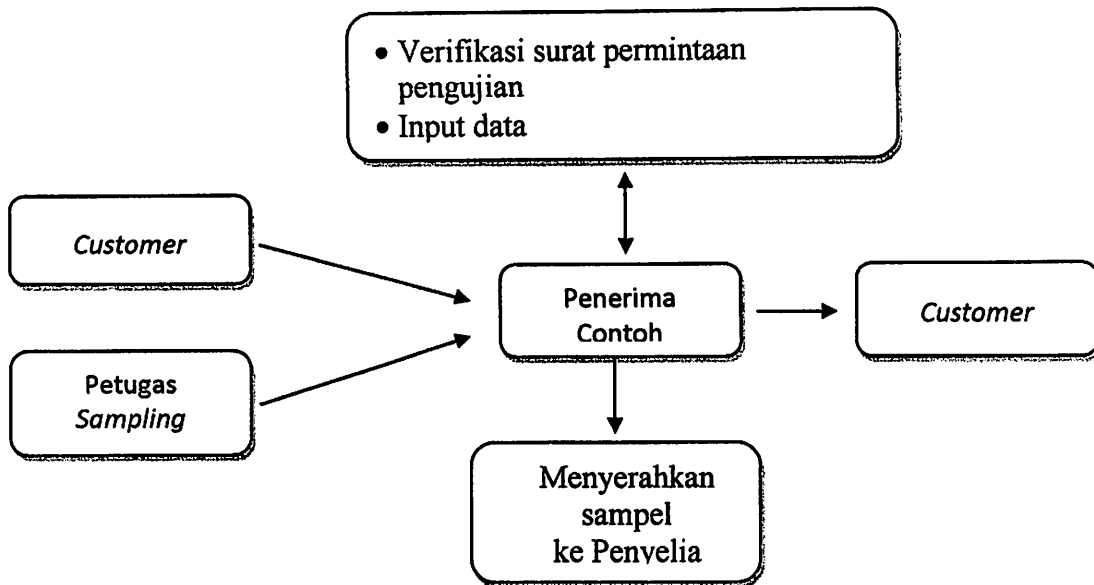 • Verifikasi surat permintaan
pengujian
• Input data
Customer
Penerima
Contoh
Customer
Petugas
Sampling
Menyerahkan
sampel
ke Penyelia